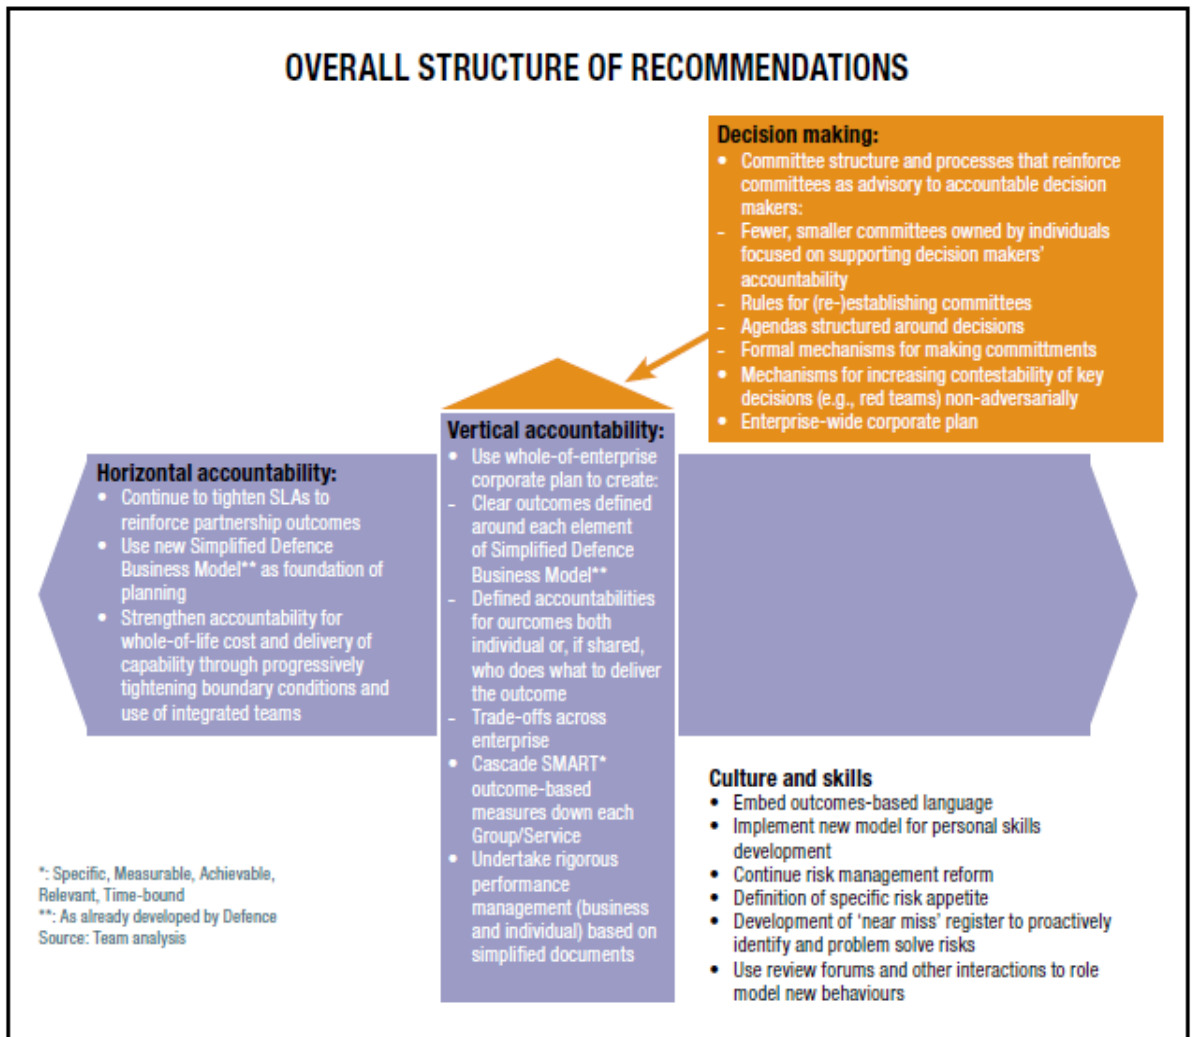 OVERALL STRUCTURE OF RECOMMENDATIONS
Decision making:
• Committee structure and processes that reinforce
committees as advisory to accountable decision
makers:
- Fewer, smaller committees owned by individuals
focused on supporting decision makers'
accountability
- Rules for (re-)establishing committees
- Agendas structured around decisions
- Formal mechanisms for making committments
• Mechanisms for increasing contestability of key
decisions (e.g., red teams) non-adversarially
• Enterprise-wide corporate plan
Horizontal accountability:
• Continue to tighten SLAs to
reinforce partnership outcomes
• Use new Simplified Defence
Business Model** as foundation of
planning
• Strengthen accountability for
whole-of-life cost and delivery of
capability through progressively
tightening boundary conditions and
use of integrated teams
Vertical accountability:
• Use whole-of-enterprise
corporate plan to create:
- Clear outcomes defined
around each element
of Simplified Defence
Business Model**
- Defined accountabilities
for ourcomes both
individual or, if shared,
who does what to deliver
the outcome
- Trade-offs across
enterprise
• Cascade SMART*
outcome-based
measures down each
Group/Service
• Undertake rigorous
performance
management (business
and individual) based on
simplified documents
Culture and skills
• Embed outcomes-based language
• Implement new model for personal skills
development
• Continue risk management reform
• Definition of specific risk appetite
• Development of 'near miss' register to proactively
identify and problem solve risks
• Use review forums and other interactions to role
model new behaviours
*: Specific, Measurable, Achievable,
Relevant, Time-bound
**: As already developed by Defence
Source: Team analysis